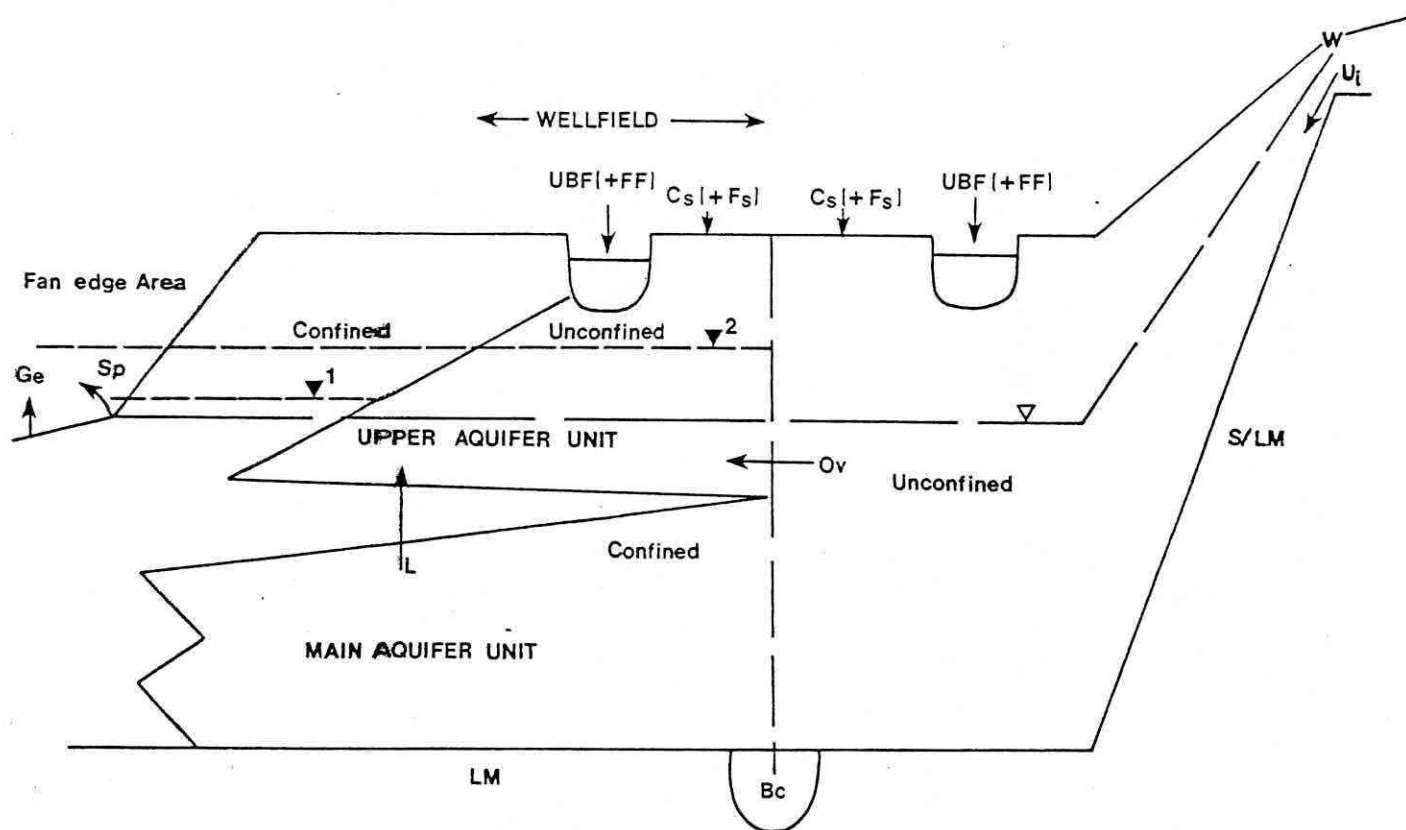 W
Ui
WELLFIELD
UBF(+FF)
Cs(+Fs)
Cs(+Fs)
UBF(+FF)
Fan edge Area
Confined
Unconfined
2
Ge
Sp
1
UPPER AQUIFER UNIT
S/LM
Ov
Unconfined
Confined
L
MAIN AQUIFER UNIT
LM
Bc